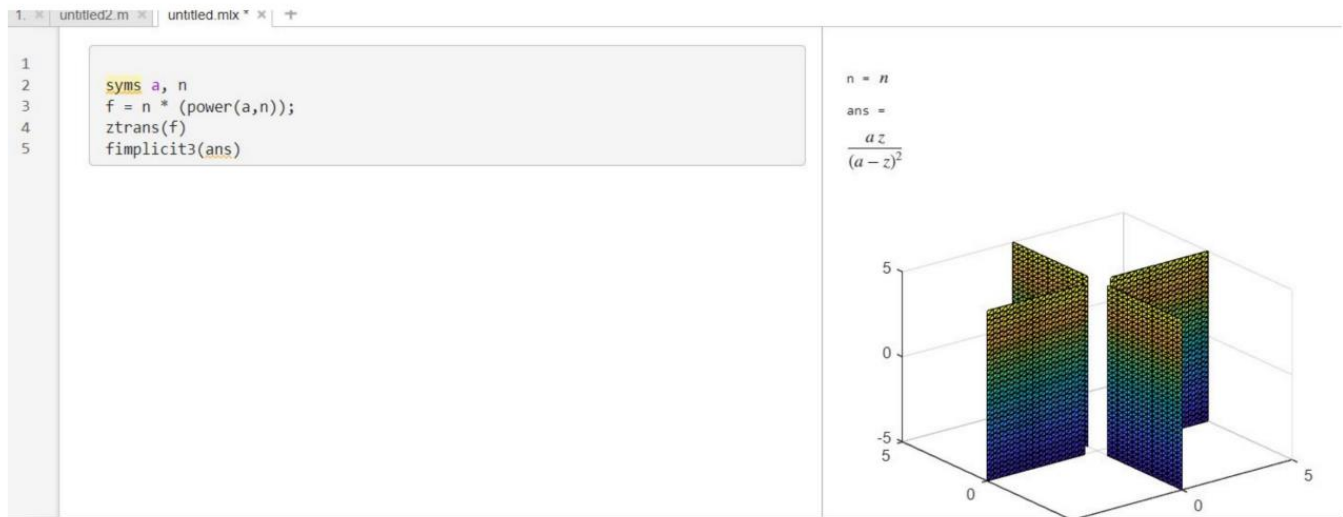 1. × untitled2.m × untitled.mlx * × +
1
2 syms a, n
3 f = n * (power(a,n));
4 ztrans(f)
5 fimplicit3(ans)
n = n
ans =
a z
(a − z)²
5
0
-5
5
0
0
5